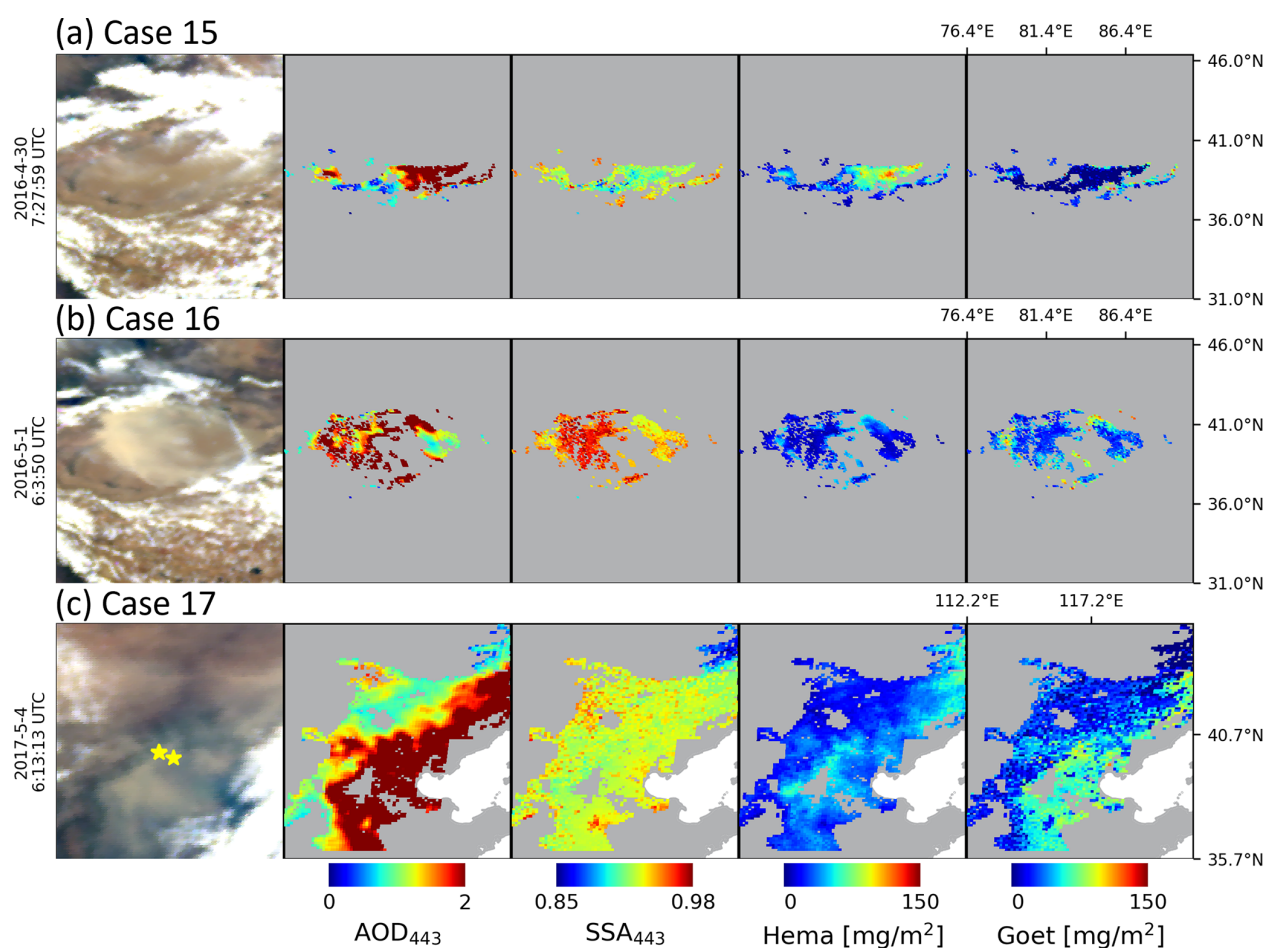 (a) Case 15
76.4°E 81.4°E 86.4°E
2016-4-30
7:27:59 UTC
46.0°N
41.0°N
36.0°N
31.0°N
(b) Case 16
76.4°E 81.4°E 86.4°E
2016-5-1
6:3:50 UTC
46.0°N
41.0°N
36.0°N
31.0°N
(c) Case 17
112.2°E 117.2°E
2017-5-4
6:13:13 UTC
40.7°N
35.7°N
0 2 0.85 0.98 0 150 0 150
AOD₄₄₃ SSA₄₄₃ Hema [mg/m²] Goet [mg/m²]